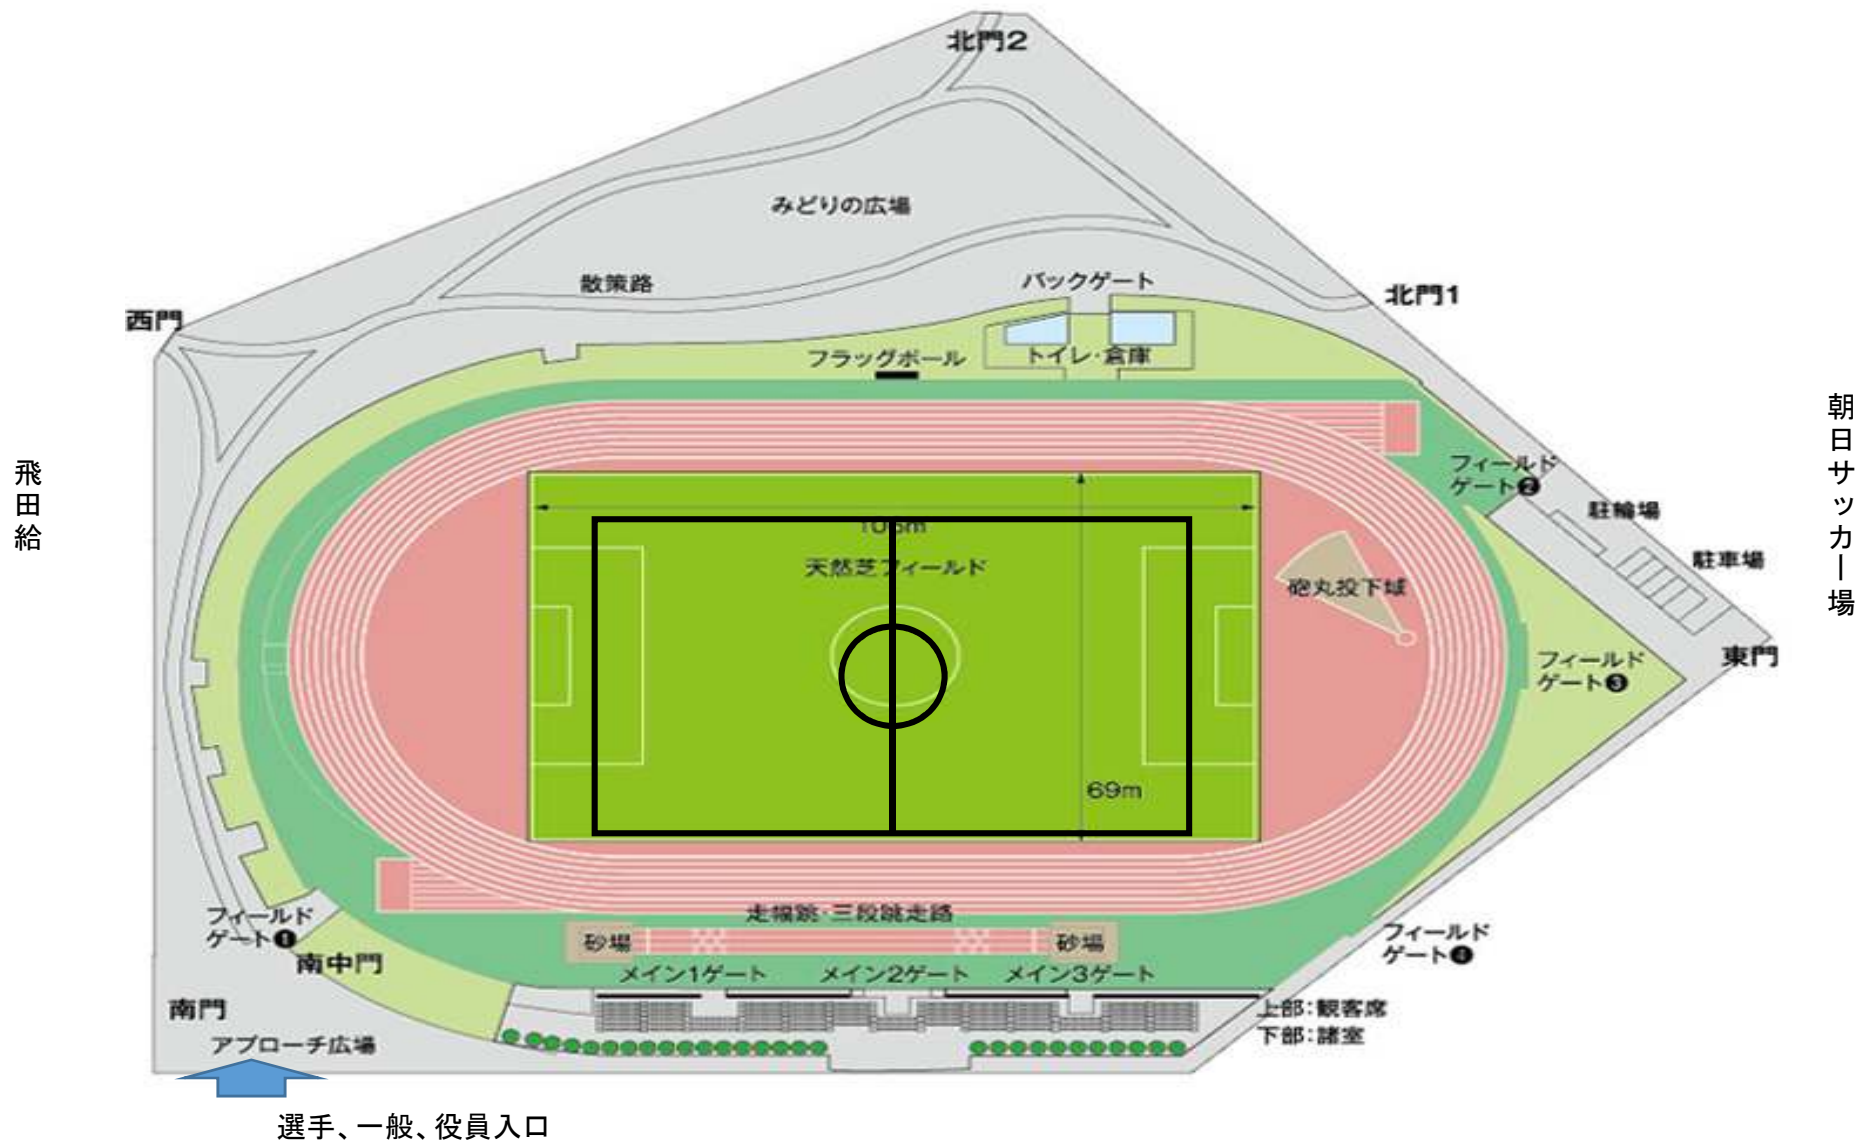 北門2
みどりの広場
散策路
バックゲート
北門1
西門
フラッグポール
トイレ・倉庫
飛田給
朝日サッカー場
フィールド
ゲート❷
駐輪場
駐車場
東門
106m
天然芝フィールド
砲丸投下域
フィールド
ゲート❸
69m
走幅跳・三段跳走路
砂場
砂場
フィールド
ゲート❶
南中門
フィールド
ゲート❹
メイン1ゲート
メイン2ゲート
メイン3ゲート
南門
アプローチ広場
上部:観客席
下部:諸室
選手、一般、役員入口